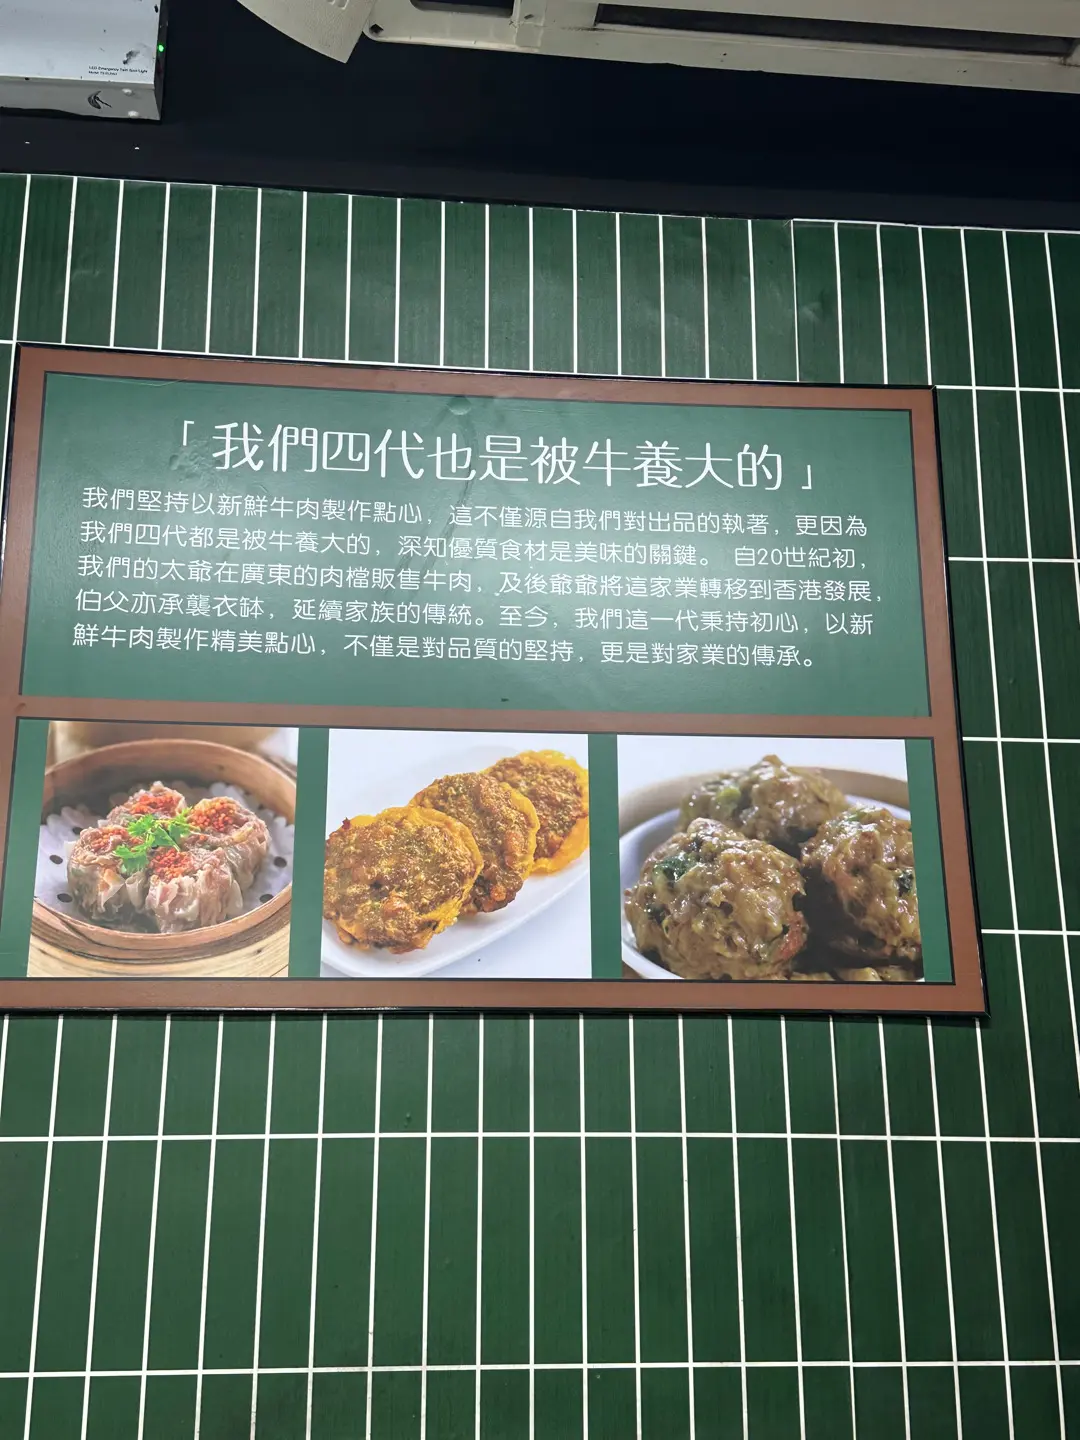 LED Emergency Twin Spot Light
「我們四代也是被牛養大的」
我們堅持以新鮮牛肉製作點心，這不僅源自我們對出品的執著，更因為
我們四代都是被牛養大的，深知優質食材是美味的關鍵。 自20世紀初，
我們的太爺在廣東的肉檔販售牛肉，及後爺爺將這家業轉移到香港發展，
伯父亦承襲衣缽，延續家族的傳統。至今，我們這一代秉持初心，以新
鮮牛肉製作精美點心，不僅是對品質的堅持，更是對家業的傳承。